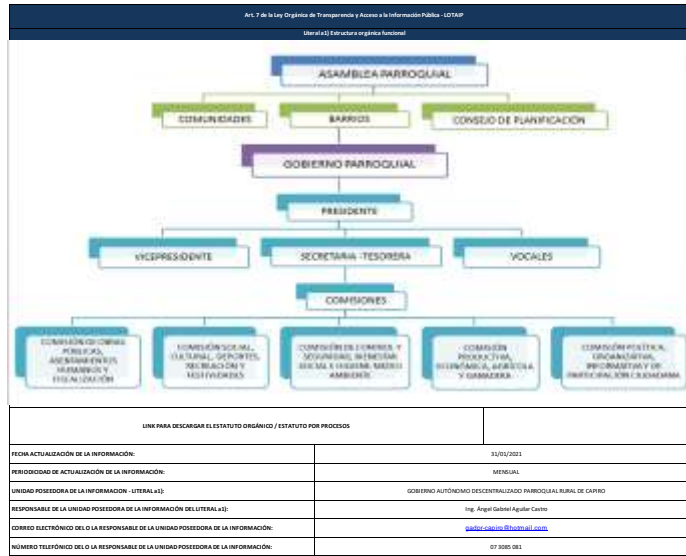 Art. 7 de la Ley Orgánica de Transparencia y Acceso a la Información Pública - LOTAIP
Literal a1) Estructura orgánica funcional
ASAMBLEA PARROQUIAL
COMUNIDADES
BARRIOS
CONSEJO DE PLANIFICACIÓN
GOBIERNO PARROQUIAL
PRESIDENTE
VICEPRESIDENTE
SECRETARIA -TESORERA
VOCALES
COMISIONES
COMISIÓN DE OBRAS
PÚBLICAS,
ASENTAMIENTOS
HUMANOS Y
FISCALIZACIÓN
COMISIÓN SOCIAL,
CULTURAL, DEPORTES,
RECREACIÓN Y
FESTIVIDADES
COMISIÓN DE CONTROL Y
SEGURIDAD, BIENESTAR
SOCIAL E HIGIENE MEDIO
AMBIENTE
COMISIÓN
PRODUCTIVA,
ECONÓMICA, AGRÍCOLA
Y GANADERA
COMISIÓN POLÍTICA,
ORGANIZATIVA,
INFORMATIVA Y DE
PARTICIPACIÓN CIUDADANA
LINK PARA DESCARGAR EL ESTATUTO ORGÁNICO / ESTATUTO POR PROCESOS
FECHA ACTUALIZACIÓN DE LA INFORMACIÓN:
31/01/2021
PERIODICIDAD DE ACTUALIZACIÓN DE LA INFORMACIÓN:
MENSUAL
UNIDAD POSEEDORA DE LA INFORMACION - LITERAL a1):
GOBIERNO AUTÓNOMO DESCENTRALIZADO PARROQUIAL RURAL DE CAPIRO
RESPONSABLE DE LA UNIDAD POSEEDORA DE LA INFORMACIÓN DEL LITERAL a1):
Ing. Ángel Gabriel Aguilar Castro
CORREO ELECTRÓNICO DEL O LA RESPONSABLE DE LA UNIDAD POSEEDORA DE LA INFORMACIÓN:
gador-capiro@hotmail.com
NÚMERO TELEFÓNICO DEL O LA RESPONSABLE DE LA UNIDAD POSEEDORA DE LA INFORMACIÓN:
07 3085 081